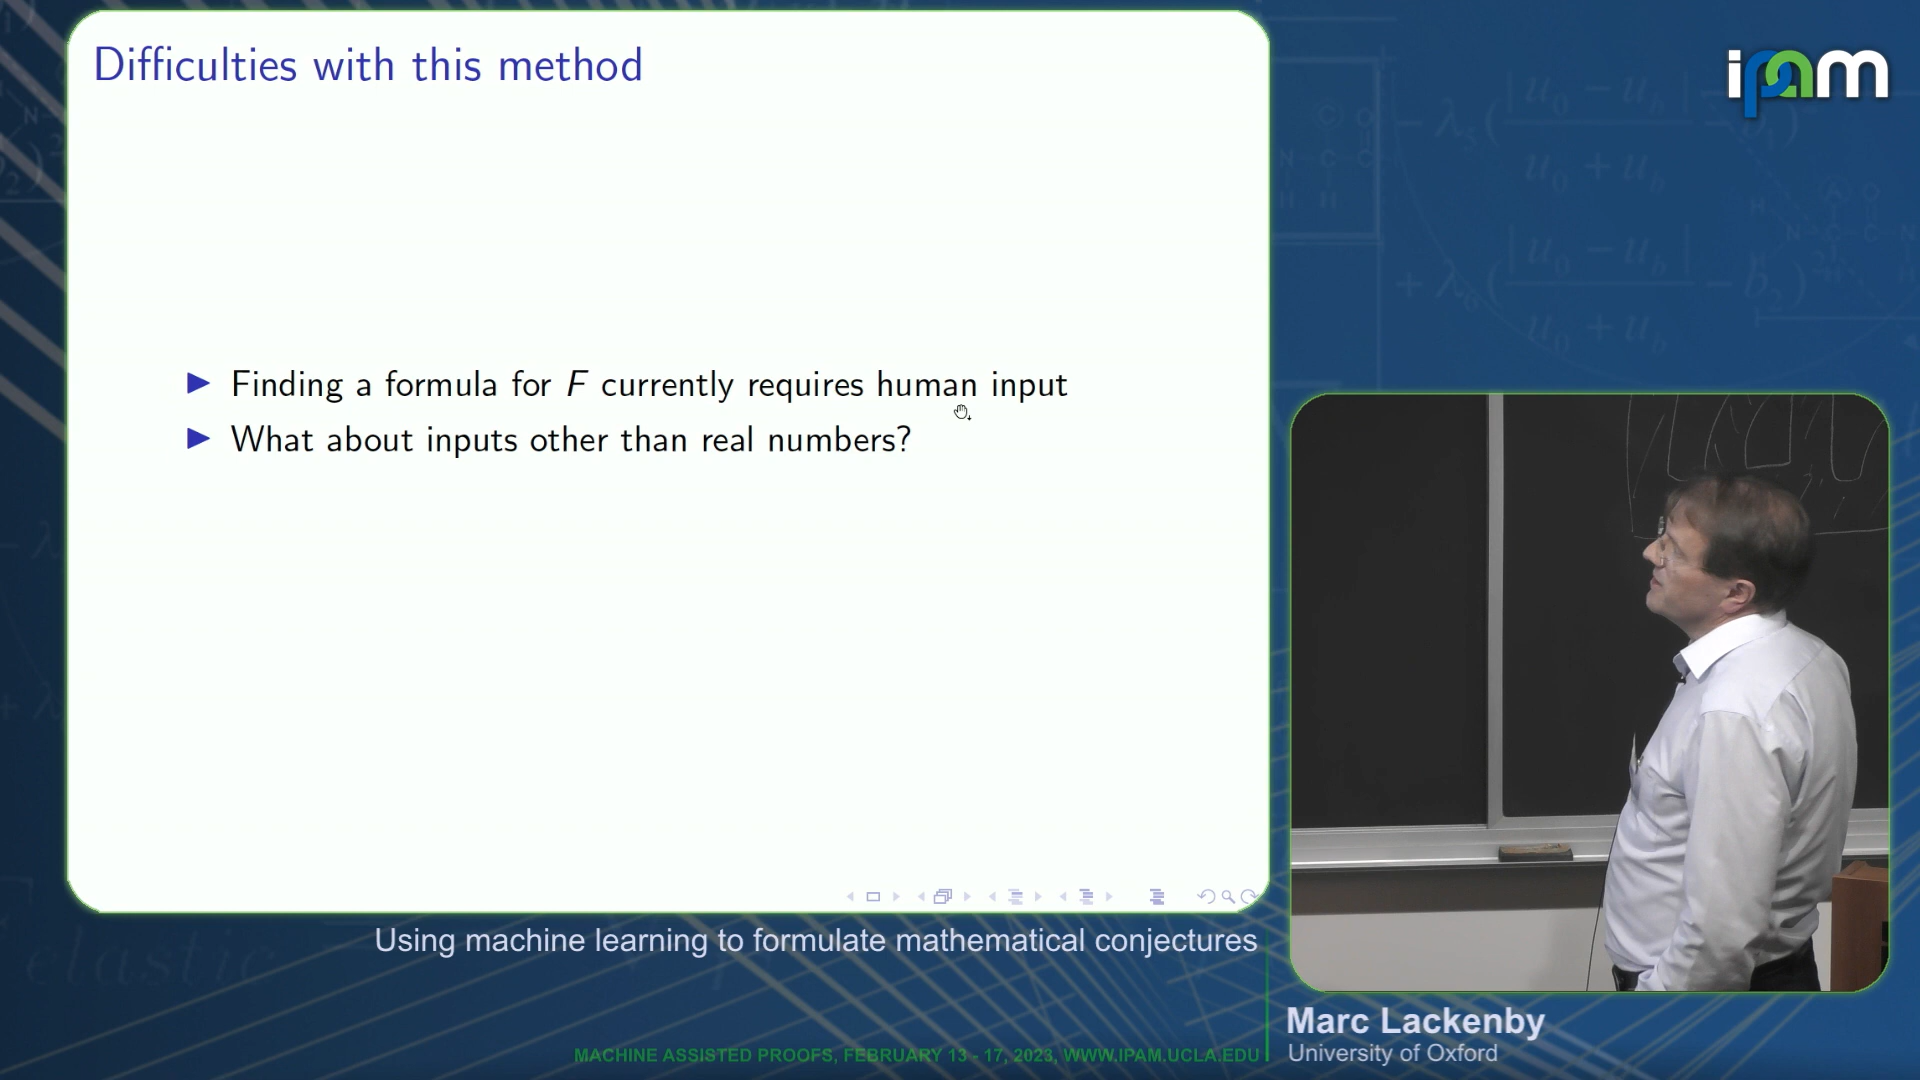 Difficulties with this method
ipam
Finding a formula for F currently requires human input
What about inputs other than real numbers?
Using machine learning to formulate mathematical conjectures
Marc Lackenby
University of Oxford
MACHINE ASSISTED PROOFS, FEBRUARY 13 - 17, 2023, WWW.IPAM.UCLA.EDU
elastic